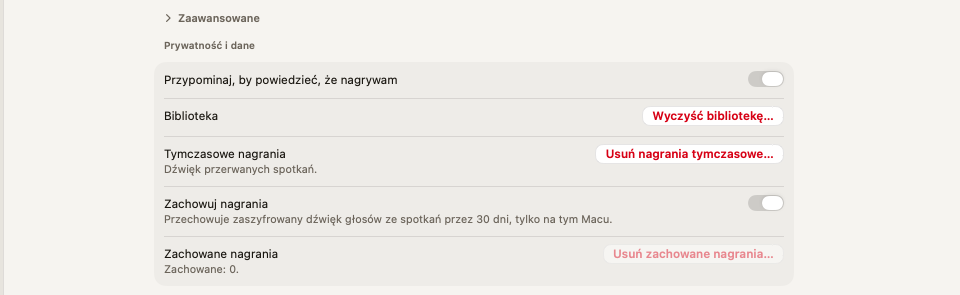 Zaawansowane
Prywatność i dane
Przypominaj, by powiedzieć, że nagrywam
Biblioteka
Wyczyść bibliotekę...
Tymczasowe nagrania
Usuń nagrania tymczasowe...
Dźwięk przerwanych spotkań.
Zachowuj nagrania
Przechowuje zaszyfrowany dźwięk głosów ze spotkań przez 30 dni, tylko na tym Macu.
Zachowane nagrania
Usuń zachowane nagrania...
Zachowane: 0.